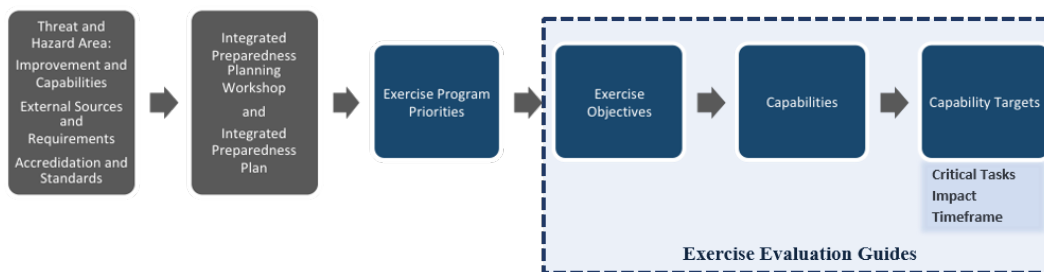 Threat and
Hazard Area:
Improvement and
Capabilities
External Sources
and
Requirements
Accredidation and
Standards
Integrated
Preparedness
Planning
Workshop
and
Integrated
Preparedness
Plan
Exercise Program
Priorities
Exercise
Objectives
Capabilities
Capability Targets
Critical Tasks
Impact
Timeframe
Exercise Evaluation Guides